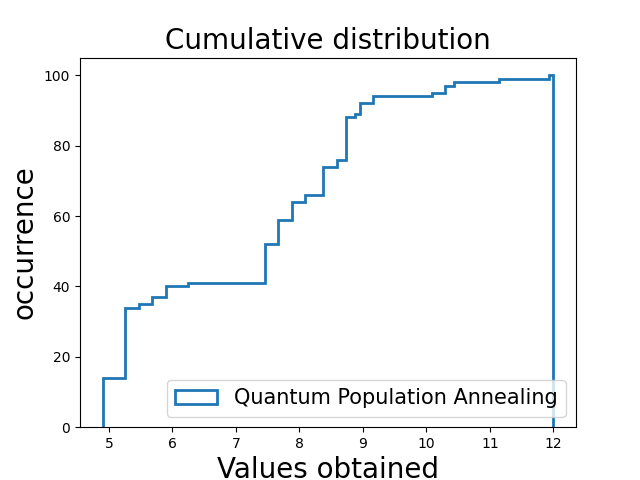 Cumulative distribution
occurrence
100
80
60
40
20
0
Quantum Population Annealing
5 6 7 8 9 10 11 12
Values obtained